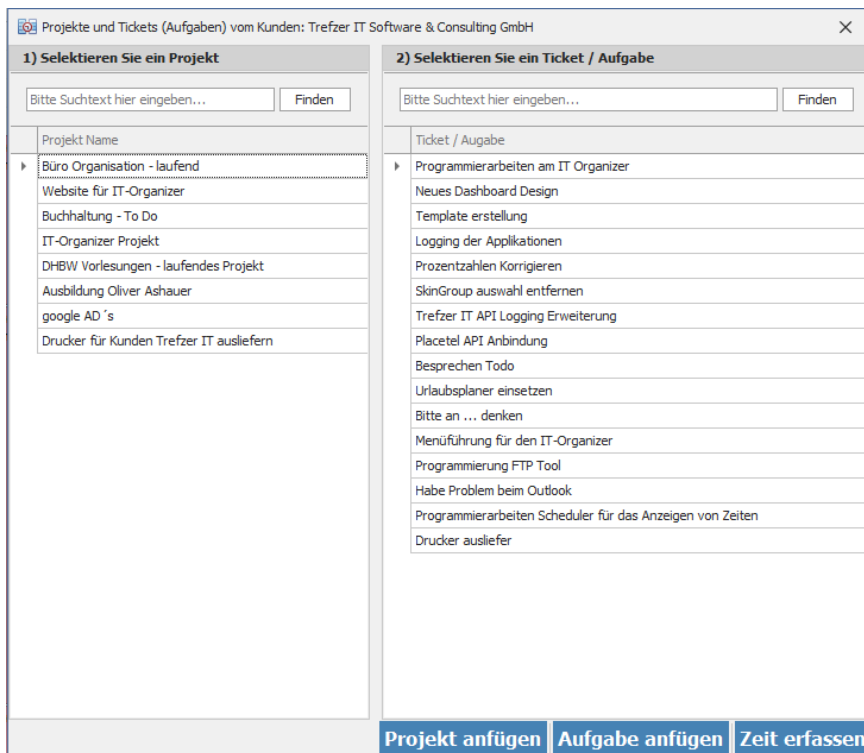 Projekte und Tickets (Aufgaben) vom Kunden: Trefzer IT Software & Consulting GmbH
1) Selektieren Sie ein Projekt
Bitte Suchtext hier eingeben...
Finden
Projekt Name
Büro Organisation - laufend
Website für IT-Organizer
Buchhaltung - To Do
IT-Organizer Projekt
DHBW Vorlesungen - laufendes Projekt
Ausbildung Oliver Ashauer
google AD´s
Drucker für Kunden Trefzer IT ausliefern
2) Selektieren Sie ein Ticket / Aufgabe
Bitte Suchtext hier eingeben...
Finden
Ticket / Augabe
Programmierarbeiten am IT Organizer
Neues Dashboard Design
Template erstellung
Logging der Applikationen
Prozentzahlen Korrigieren
SkinGroup auswahl entfernen
Trefzer IT API Logging Erweiterung
Placetel API Anbindung
Besprechen Todo
Urlaubsplaner einsetzen
Bitte an ... denken
Menüführung für den IT-Organizer
Programmierung FTP Tool
Habe Problem beim Outlook
Programmierarbeiten Scheduler für das Anzeigen von Zeiten
Drucker ausliefer
Projekt anfügen
Aufgabe anfügen
Zeit erfassen